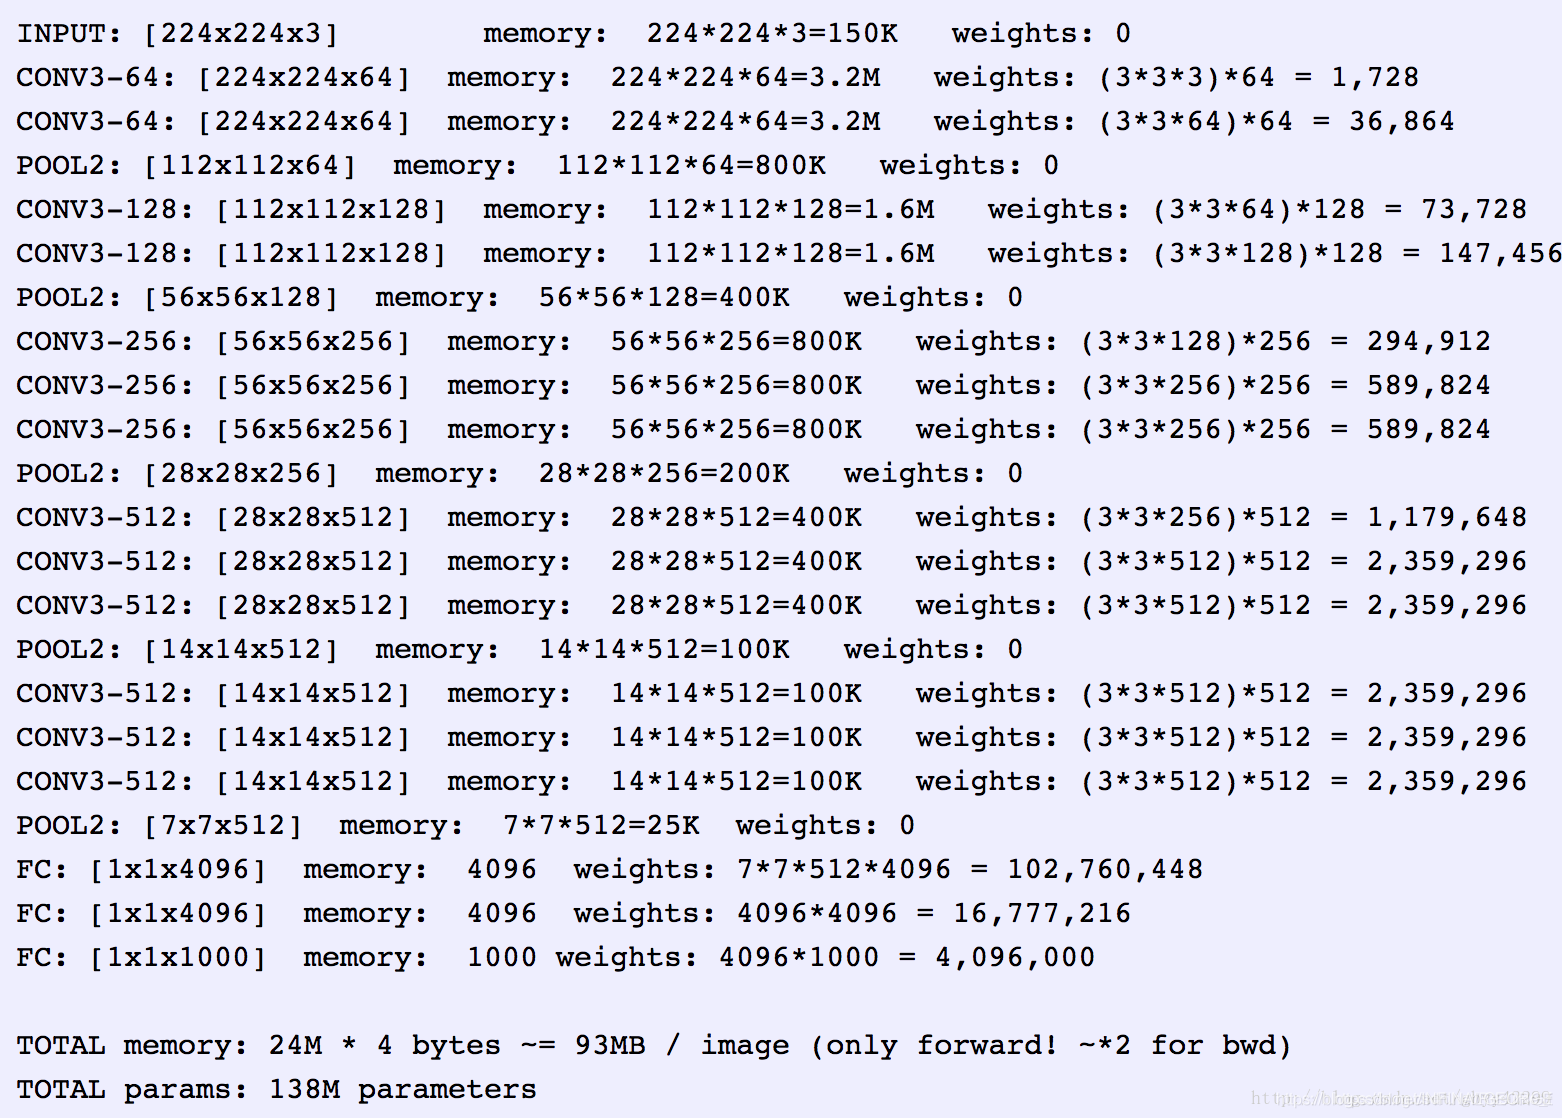 INPUT: [224x224x3] memory: 224*224*3=150K weights: 0
CONV3-64: [224x224x64] memory: 224*224*64=3.2M weights: (3*3*3)*64 = 1,728
CONV3-64: [224x224x64] memory: 224*224*64=3.2M weights: (3*3*64)*64 = 36,864
POOL2: [112x112x64] memory: 112*112*64=800K weights: 0
CONV3-128: [112x112x128] memory: 112*112*128=1.6M weights: (3*3*64)*128 = 73,728
CONV3-128: [112x112x128] memory: 112*112*128=1.6M weights: (3*3*128)*128 = 147,456
POOL2: [56x56x128] memory: 56*56*128=400K weights: 0
CONV3-256: [56x56x256] memory: 56*56*256=800K weights: (3*3*128)*256 = 294,912
CONV3-256: [56x56x256] memory: 56*56*256=800K weights: (3*3*256)*256 = 589,824
CONV3-256: [56x56x256] memory: 56*56*256=800K weights: (3*3*256)*256 = 589,824
POOL2: [28x28x256] memory: 28*28*256=200K weights: 0
CONV3-512: [28x28x512] memory: 28*28*512=400K weights: (3*3*256)*512 = 1,179,648
CONV3-512: [28x28x512] memory: 28*28*512=400K weights: (3*3*512)*512 = 2,359,296
CONV3-512: [28x28x512] memory: 28*28*512=400K weights: (3*3*512)*512 = 2,359,296
POOL2: [14x14x512] memory: 14*14*512=100K weights: 0
CONV3-512: [14x14x512] memory: 14*14*512=100K weights: (3*3*512)*512 = 2,359,296
CONV3-512: [14x14x512] memory: 14*14*512=100K weights: (3*3*512)*512 = 2,359,296
CONV3-512: [14x14x512] memory: 14*14*512=100K weights: (3*3*512)*512 = 2,359,296
POOL2: [7x7x512] memory: 7*7*512=25K weights: 0
FC: [1x1x4096] memory: 4096 weights: 7*7*512*4096 = 102,760,448
FC: [1x1x4096] memory: 4096 weights: 4096*4096 = 16,777,216
FC: [1x1x1000] memory: 1000 weights: 4096*1000 = 4,096,000
TOTAL memory: 24M * 4 bytes ~= 93MB / image (only forward! ~*2 for bwd)
TOTAL params: 138M parameters